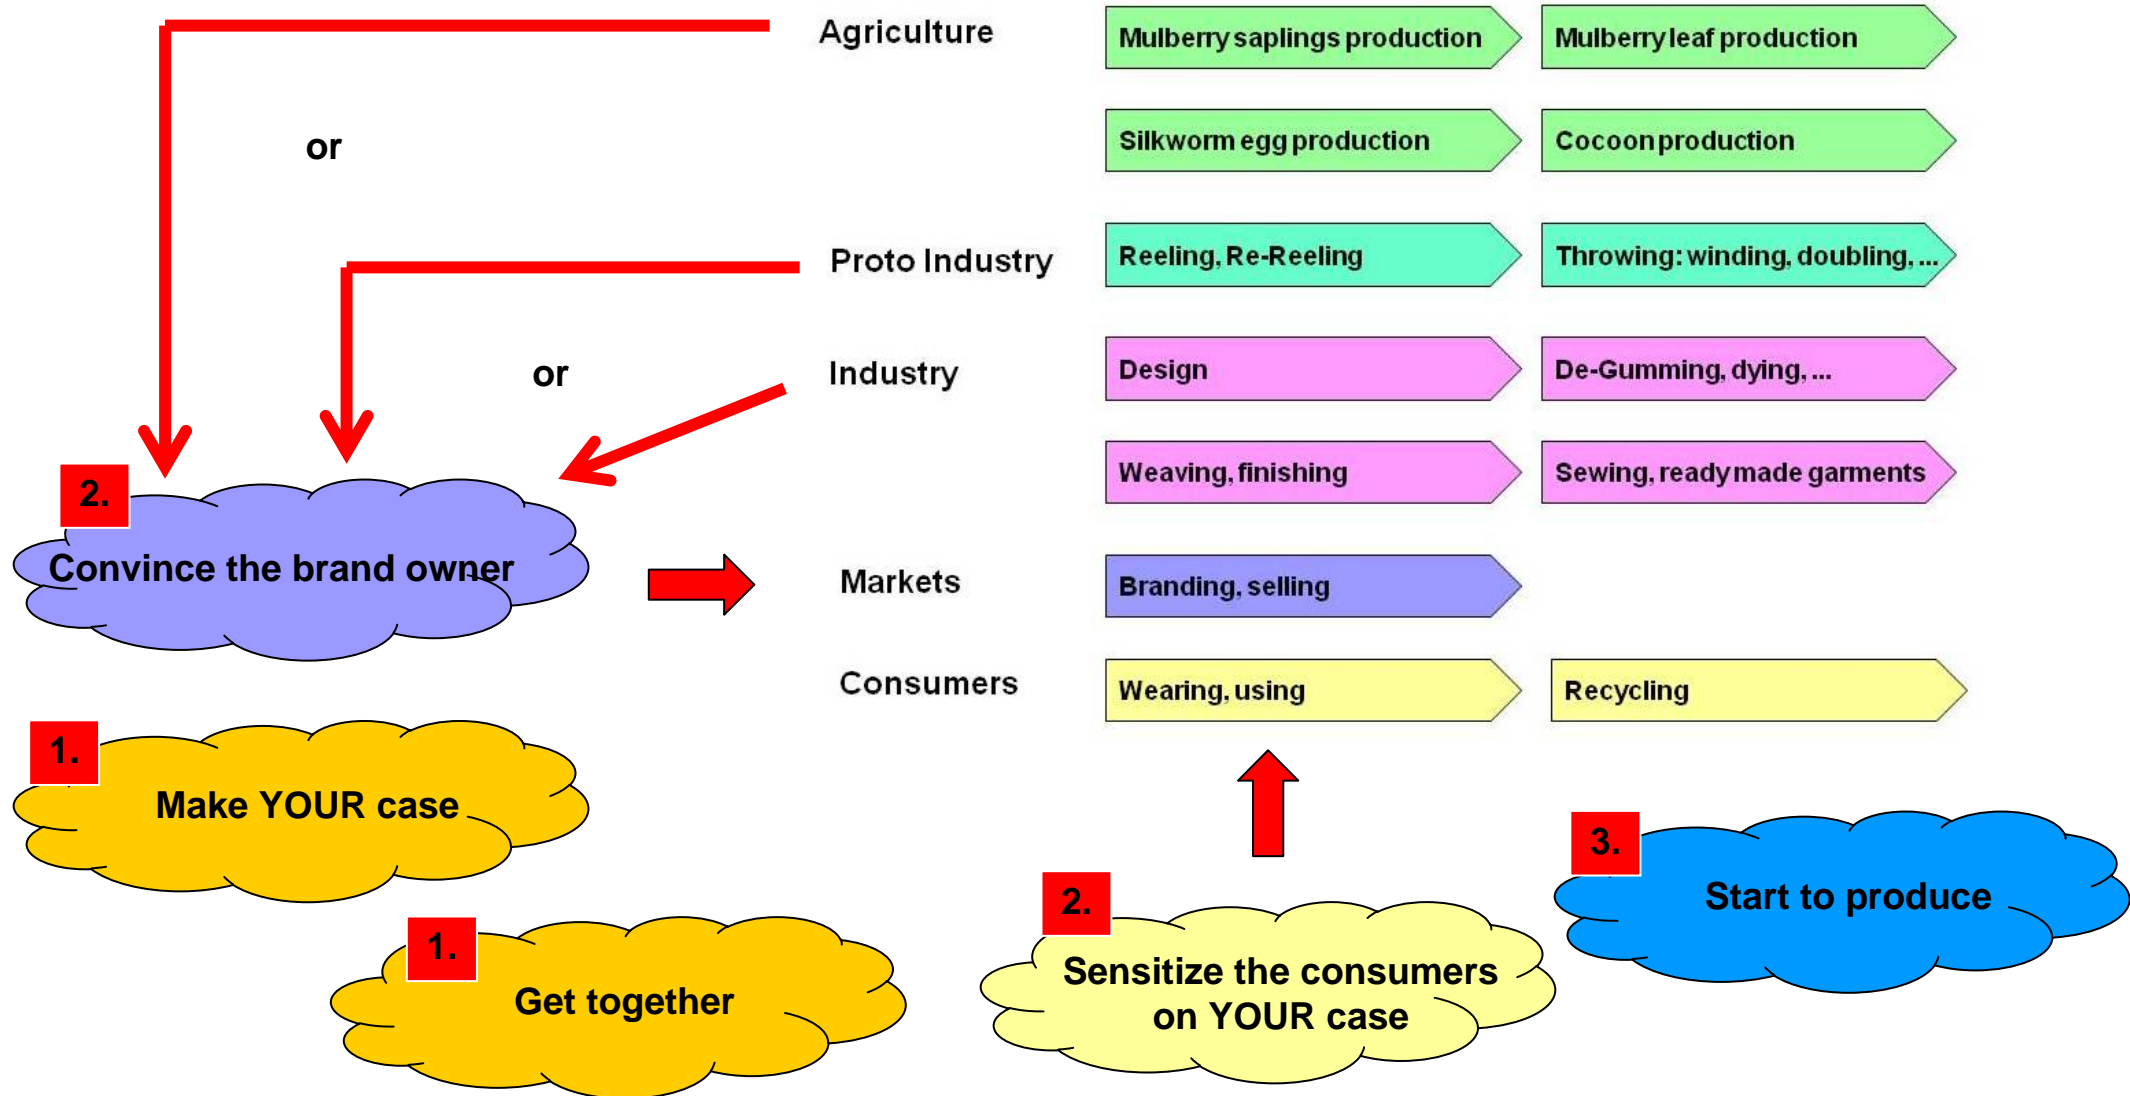 Agriculture
Mulberry saplings production
Mulberry leaf production
or
Silkworm egg production
Cocoon production
Proto Industry
Reeling, Re-Reeling
Throwing: winding, doubling, ...
or
Industry
Design
De-Gumming, dying, ...
Weaving, finishing
Sewing, ready made garments
2.
Convince the brand owner
Markets
Branding, selling
Consumers
Wearing, using
Recycling
1.
Make YOUR case
1.
Get together
2.
Sensitize the consumers
on YOUR case
3.
Start to produce